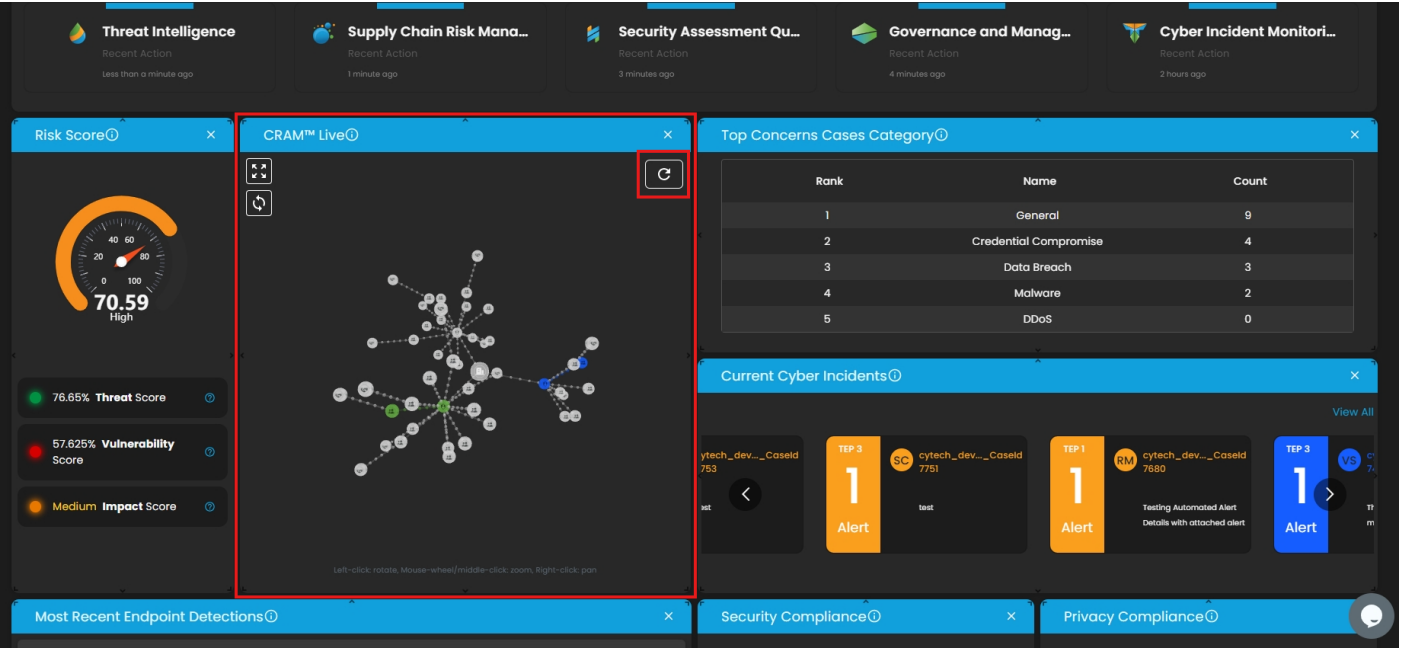 Threat Intelligence
Recent Action
Less than a minute ago
Supply Chain Risk Mana...
Recent Action
1 minute ago
Security Assessment Qu...
Recent Action
3 minutes ago
Governance and Manag...
Recent Action
4 minutes ago
Cyber Incident Monitori...
Recent Action
2 hours ago
Risk Score
20
40
60
80
0
100
70.59
High
76.65% Threat Score
57.625% Vulnerability
Score
Medium Impact Score
CRAM™ Live
Left-click: rotate, Mouse-wheel/middle-click: zoom, Right-click: pan
Top Concerns Cases Category
Rank Name Count
1 General 9
2 Credential Compromise 4
3 Data Breach 3
4 Malware 2
5 DDoS 0
Current Cyber Incidents
View All
ytech_dev..._CaseId
753
est
TEP 3
1
Alert
SC
cytech_dev..._CaseId
7751
test
TEP 1
1
Alert
RM
cytech_dev..._CaseId
7680
Testing Automated Alert
Details with attached alert
TEP 3
1
Alert
VS
Most Recent Endpoint Detections
Security Compliance
Privacy Compliance